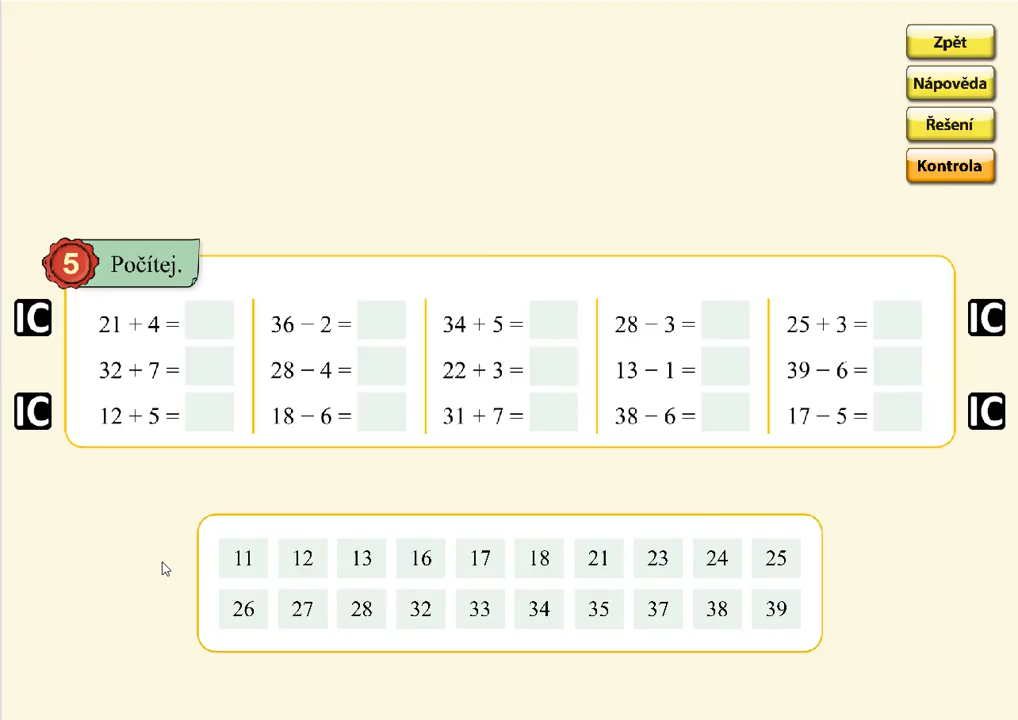 Zpět
Nápověda
Řešení
Kontrola
5 Počítej.
IC IC
21 + 4 = 36 − 2 = 34 + 5 = 28 − 3 = 25 + 3 =
32 + 7 = 28 − 4 = 22 + 3 = 13 − 1 = 39 − 6 =
12 + 5 = 18 − 6 = 31 + 7 = 38 − 6 = 17 − 5 =
IC IC
11 12 13 16 17 18 21 23 24 25
26 27 28 32 33 34 35 37 38 39